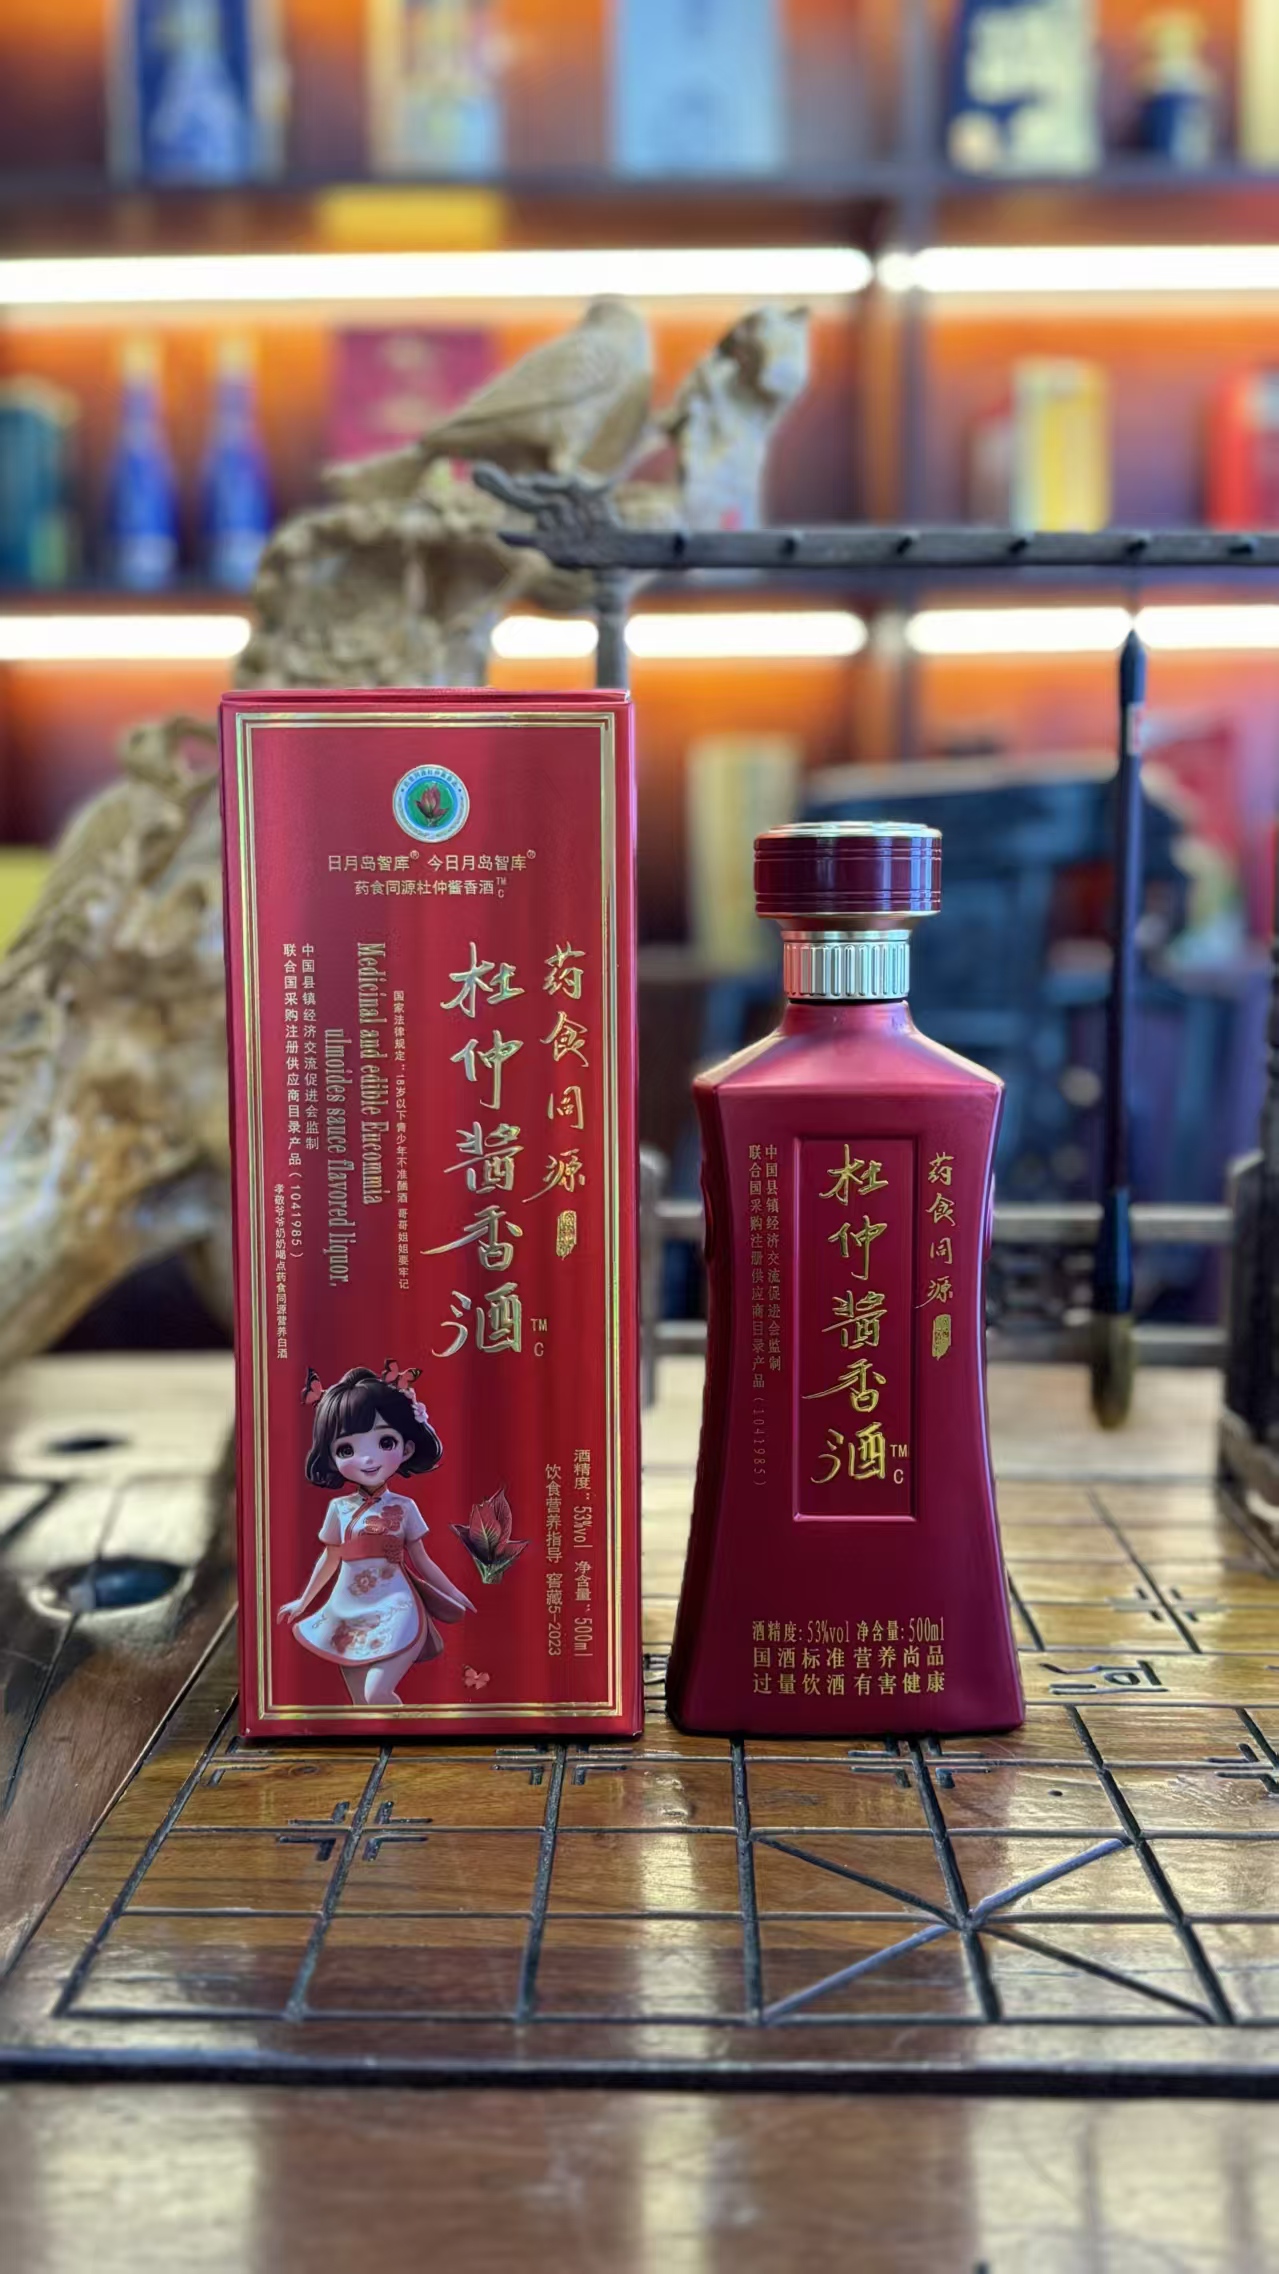 日月岛智库® 今日月岛智库®
药食同源杜仲酱香酒TM C
药食同源
杜仲酱香酒TM C
国家法律规定：18岁以下青少年不准酗酒 哥哥姐姐要牢记
Medicinal and edible Eucommia
ulmoides sauce flavored liquor.
中国县镇经济交流促进会监制
联合国采购注册供应商目录产品（1041985）
孝敬爷爷奶奶喝点药食同源营养白酒
酒精度：53%vol 净含量：500ml
饮食营养指导 窖藏5-2023
药食同源
杜仲酱香酒TM C
中国县镇经济交流促进会监制
联合国采购注册供应商目录产品（1041985）
酒精度:53%vol 净含量:500ml
国酒标准营养尚品
过量饮酒有害健康
河